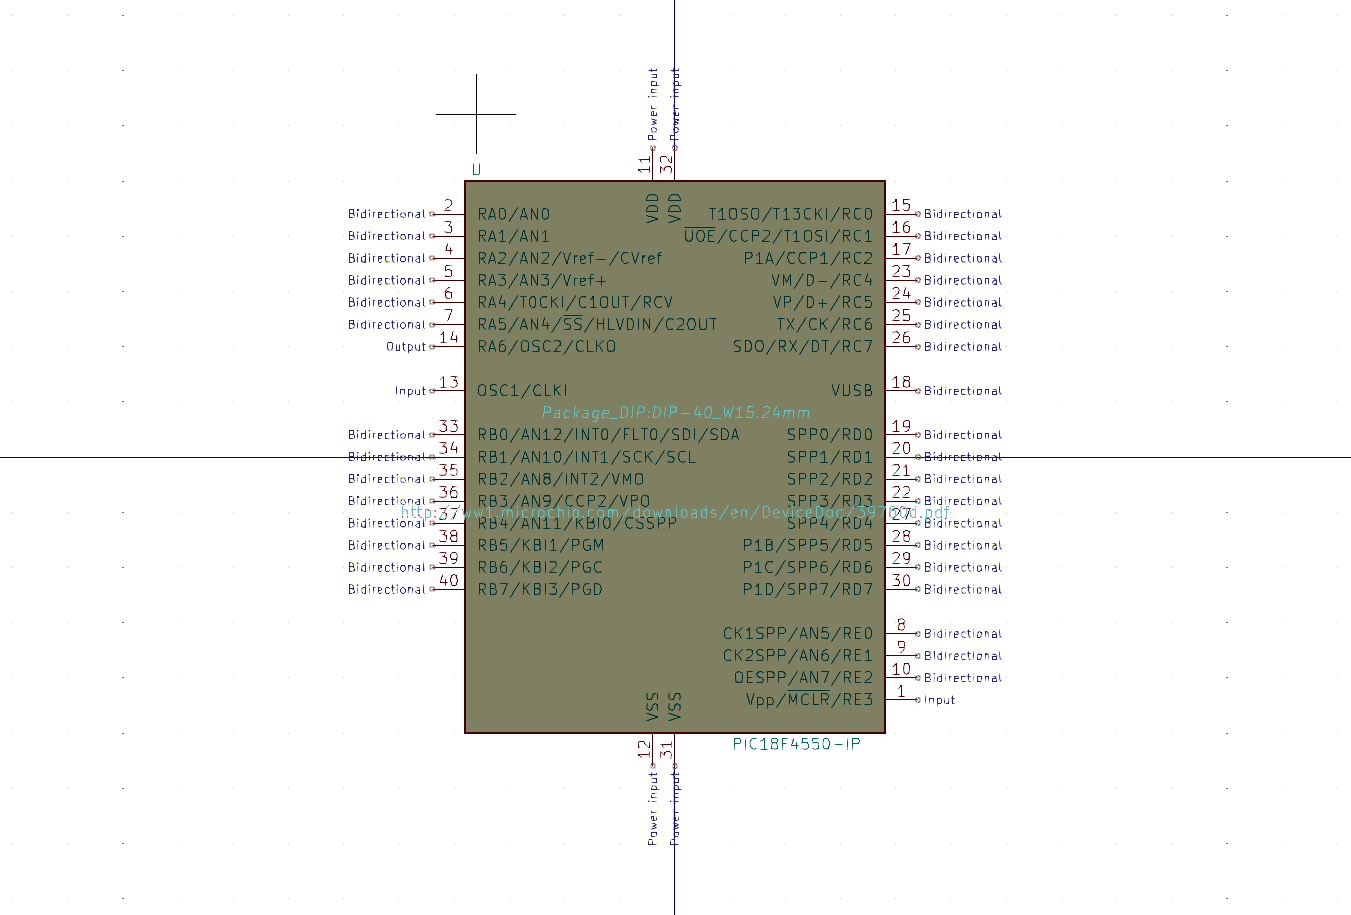 Power input Power input
11 32
U
VDD VDD
Bidirectional 2 RA0/AN0 T1OSO/T13CKI/RC0 15 Bidirectional
Bidirectional 3 RA1/AN1 UOE/CCP2/T1OSI/RC1 16 Bidirectional
Bidirectional 4 RA2/AN2/Vref-/CVref P1A/CCP1/RC2 17 Bidirectional
Bidirectional 5 RA3/AN3/Vref+ VM/D-/RC4 23 Bidirectional
Bidirectional 6 RA4/T0CKI/C1OUT/RCV VP/D+/RC5 24 Bidirectional
Bidirectional 7 RA5/AN4/SS/HLVDIN/C2OUT TX/CK/RC6 25 Bidirectional
Output 14 RA6/OSC2/CLKO SDO/RX/DT/RC7 26 Bidirectional
Input 13 OSC1/CLKI VUSB 18 Bidirectional
Package_DIP:DIP-40_W15.24mm
Bidirectional 33 RB0/AN12/INT0/FLT0/SDI/SDA SPP0/RD0 19 Bidirectional
Bidirectional 34 RB1/AN10/INT1/SCK/SCL SPP1/RD1 20 Bidirectional
Bidirectional 35 RB2/AN8/INT2/VMO SPP2/RD2 21 Bidirectional
Bidirectional 36 RB3/AN9/CCP2/VPO SPP3/RD3 22 Bidirectional
http://ww1.microchip.com/downloads/en/DeviceDoc/39760d.pdf
Bidirectional 37 RB4/AN11/KBI0/CSSPP SPP4/RD4 27 Bidirectional
Bidirectional 38 RB5/KBI1/PGM P1B/SPP5/RD5 28 Bidirectional
Bidirectional 39 RB6/KBI2/PGC P1C/SPP6/RD6 29 Bidirectional
Bidirectional 40 RB7/KBI3/PGD P1D/SPP7/RD7 30 Bidirectional
CK1SPP/AN5/RE0 8 Bidirectional
CK2SPP/AN6/RE1 9 Bidirectional
OESPP/AN7/RE2 10 Bidirectional
Vpp/MCLR/RE3 1 Input
VSS VSS
12 31
PIC18F4550-IP
Power input Power input